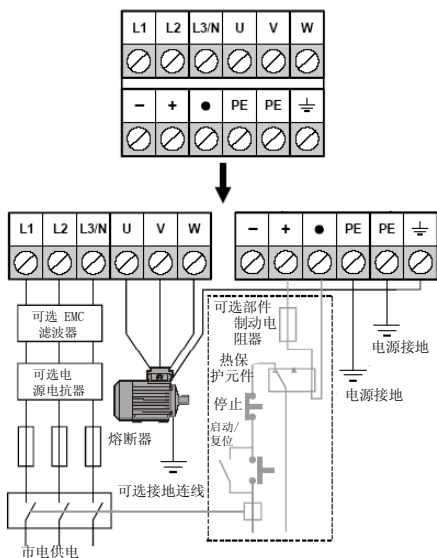 L1 L2 L3/N U V W
− + ● PE PE ⏚
L1 L2 L3/N U V W
− + ● PE PE ⏚
可选 EMC
滤波器
可选电
源电抗器
熔断器
可选接地连线
市电供电
可选部件
制动电
阻器
热保
护元件
停止
启动/
复位
电源接地
电源接地